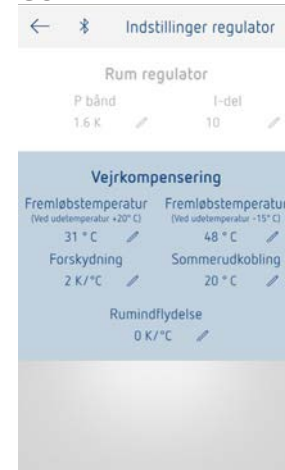 Indstillinger regulator
Rum regulator
P bånd I-del
1.6 K 10
Vejrkompensering
Fremløbstemperatur Fremløbstemperatur
(Ved udetemperatur +20° C) (Ved udetemperatur -15° C)
31 ° C 48 ° C
Forskydning Sommerudkobling
2 K/°C 20 ° C
Rumindflydelse
0 K/°C